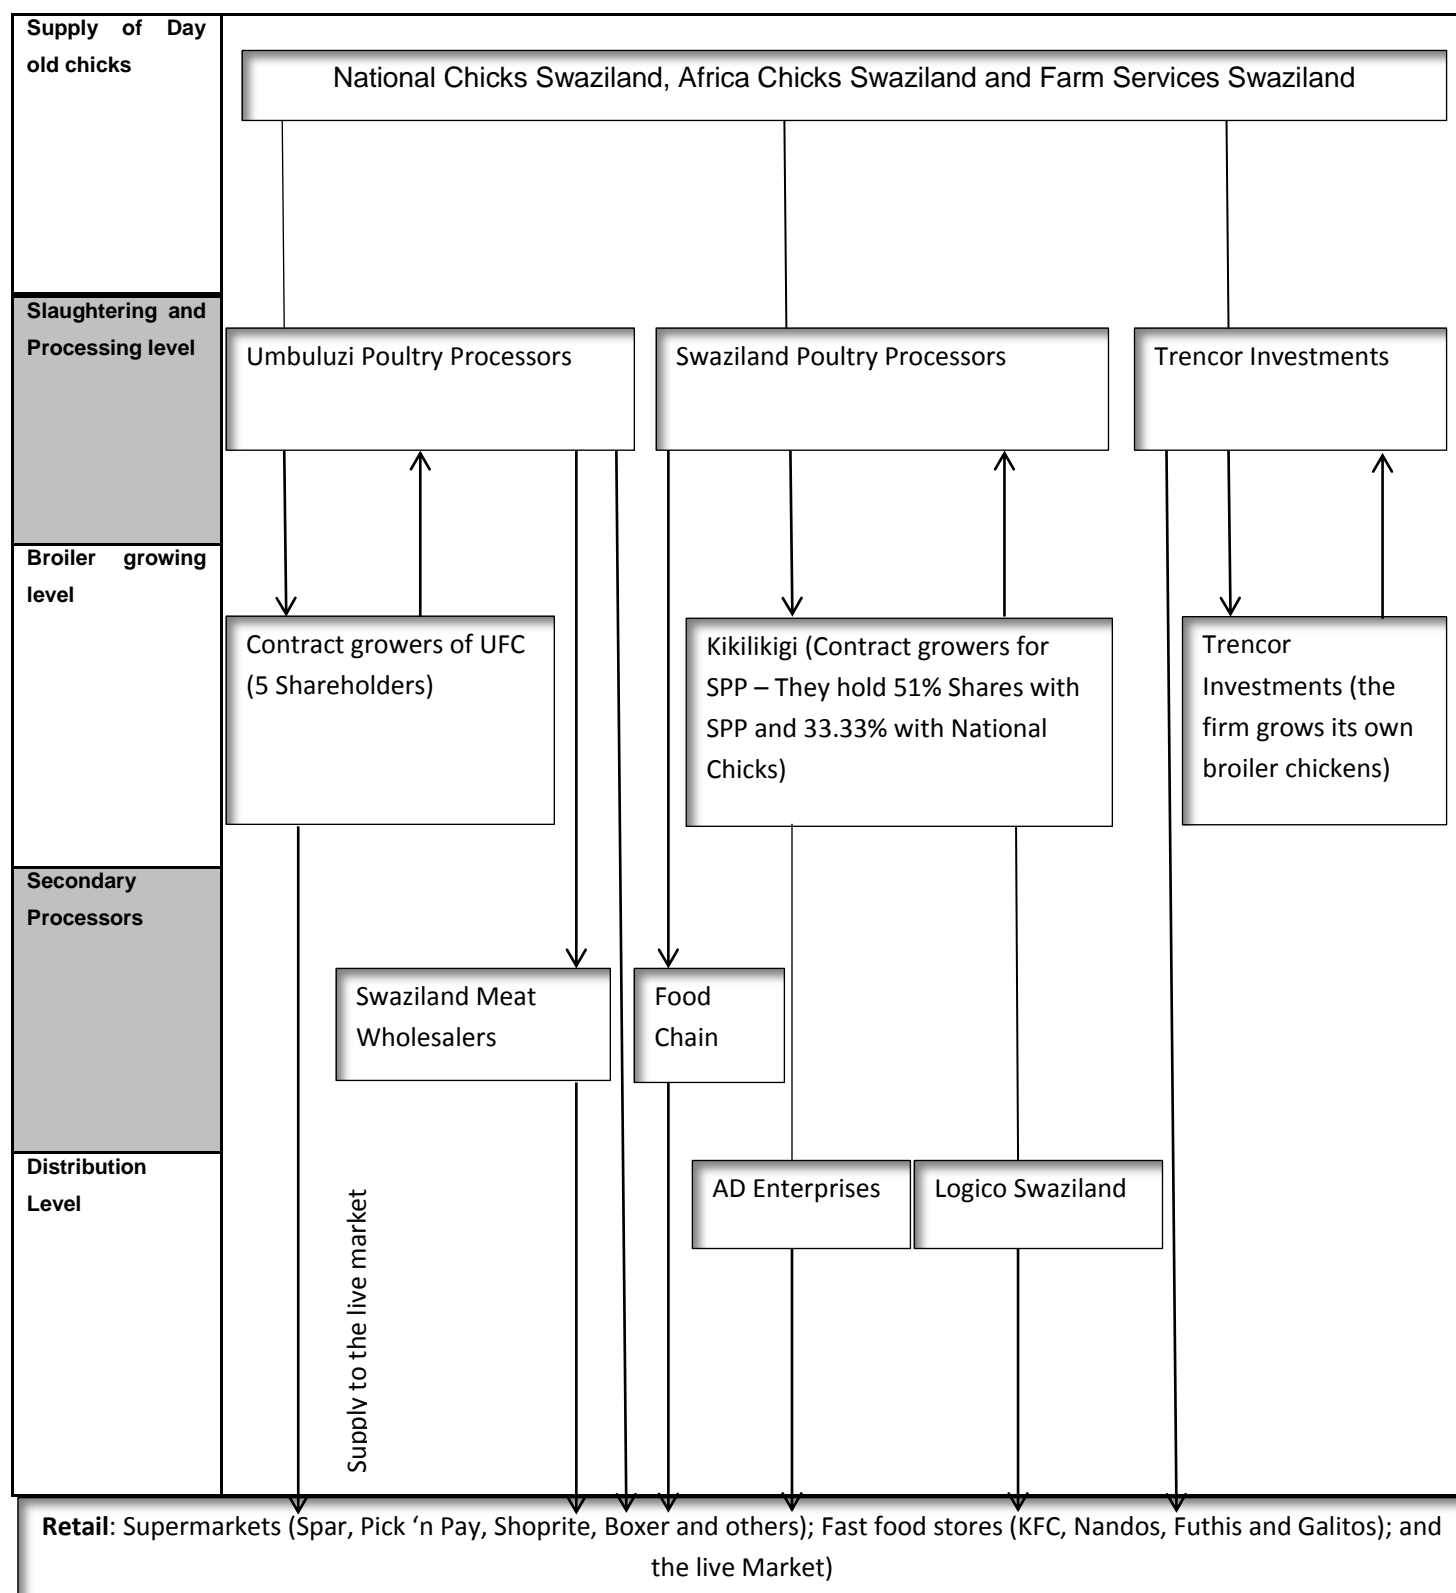 Supply of Day
old chicks
National Chicks Swaziland, Africa Chicks Swaziland and Farm Services Swaziland
Slaughtering and
Processing level
Umbuluzi Poultry Processors
Swaziland Poultry Processors
Trencor Investments
Broiler growing
level
Contract growers of UFC
(5 Shareholders)
Kikilikigi (Contract growers for
SPP – They hold 51% Shares with
SPP and 33.33% with National
Chicks)
Trencor
Investments (the
firm grows its own
broiler chickens)
Secondary
Processors
Swaziland Meat
Wholesalers
Food
Chain
Distribution
Level
AD Enterprises
Logico Swaziland
Supply to the live market
Retail: Supermarkets (Spar, Pick ‘n Pay, Shoprite, Boxer and others); Fast food stores (KFC, Nandos, Futhis and Galitos); and
the live Market)